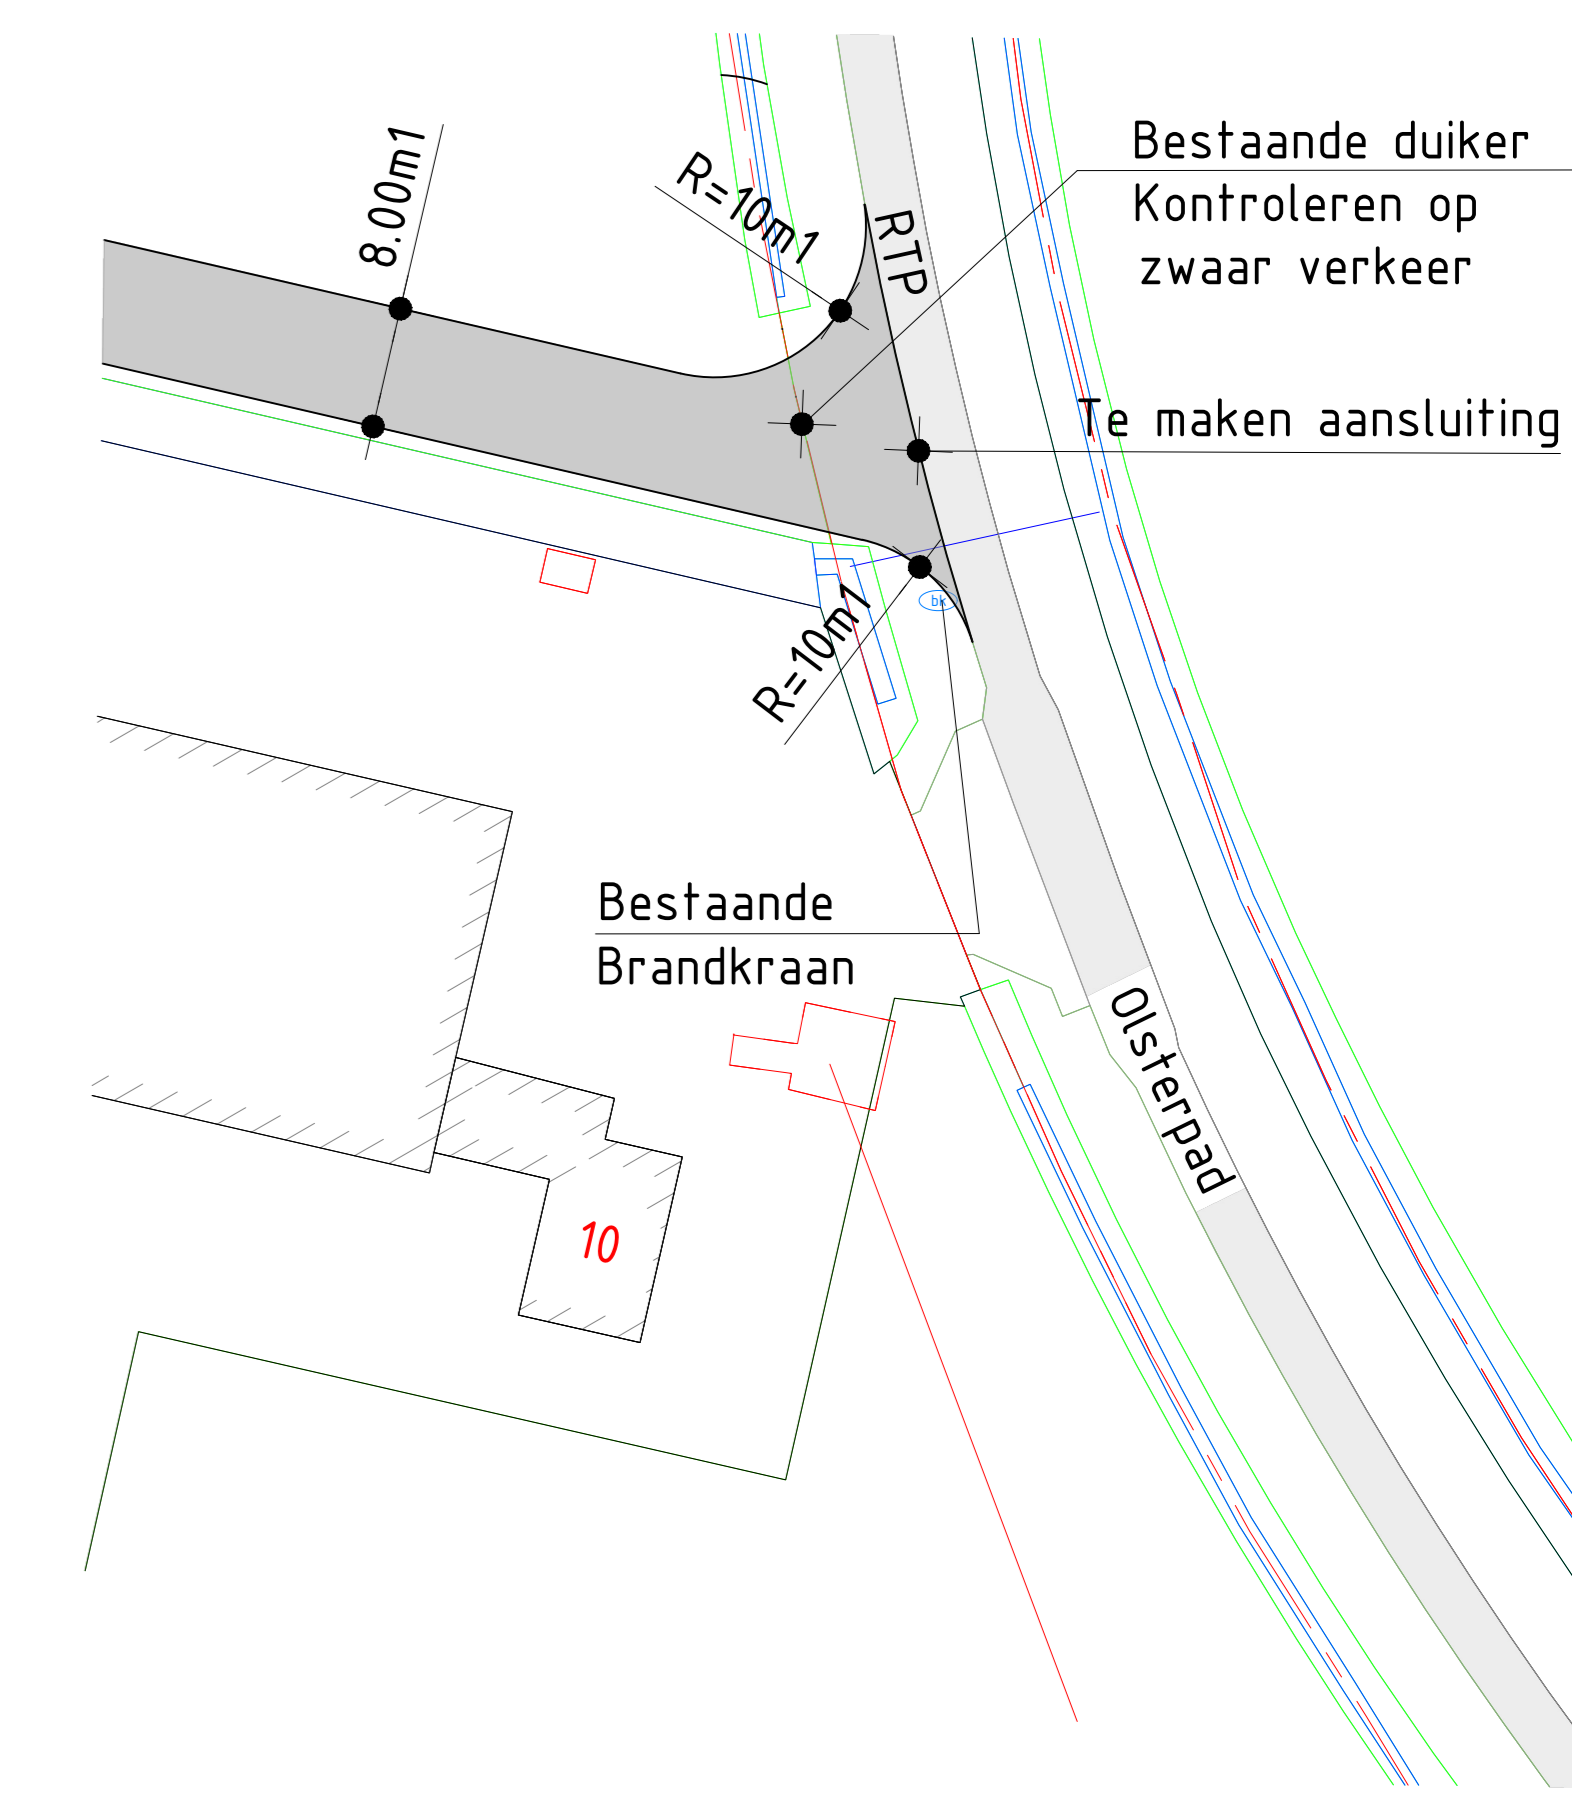 8.00m1
R=10m1
RTP
Bestaande duiker
Kontroleren op
zwaar verkeer
Te maken aansluiting
bk
R=10m1
Bestaande
Brandkraan
Olsterpad
10